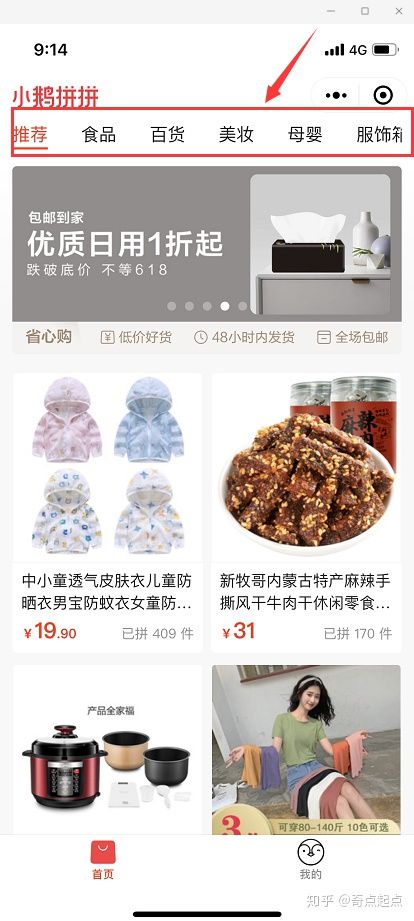 9:14
4G
小鹅拼拼
推荐 食品 百货 美妆 母婴 服饰箱
包邮到家
优质日用1折起
跌破底价 不等618
省心购 低价好货 48小时内发货 全场包邮
麻辣
中小童透气皮肤衣儿童防
晒衣男宝防蚊衣女童防...
¥19.90 已拼 409 件
新牧哥内蒙古特产麻辣手
撕风干牛肉干休闲零食...
¥31 已拼 170 件
产品全家福
3
可穿80-140斤 10色可选
首页
我的
知乎 @奇点起点